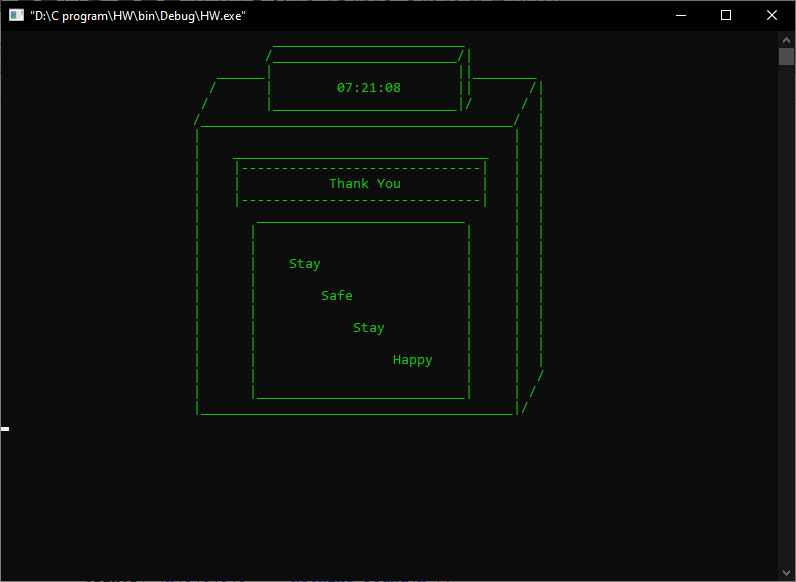 "D:\C program\HW\bin\Debug\HW.exe"
07:21:08
Thank You
Stay
Safe
Stay
Happy